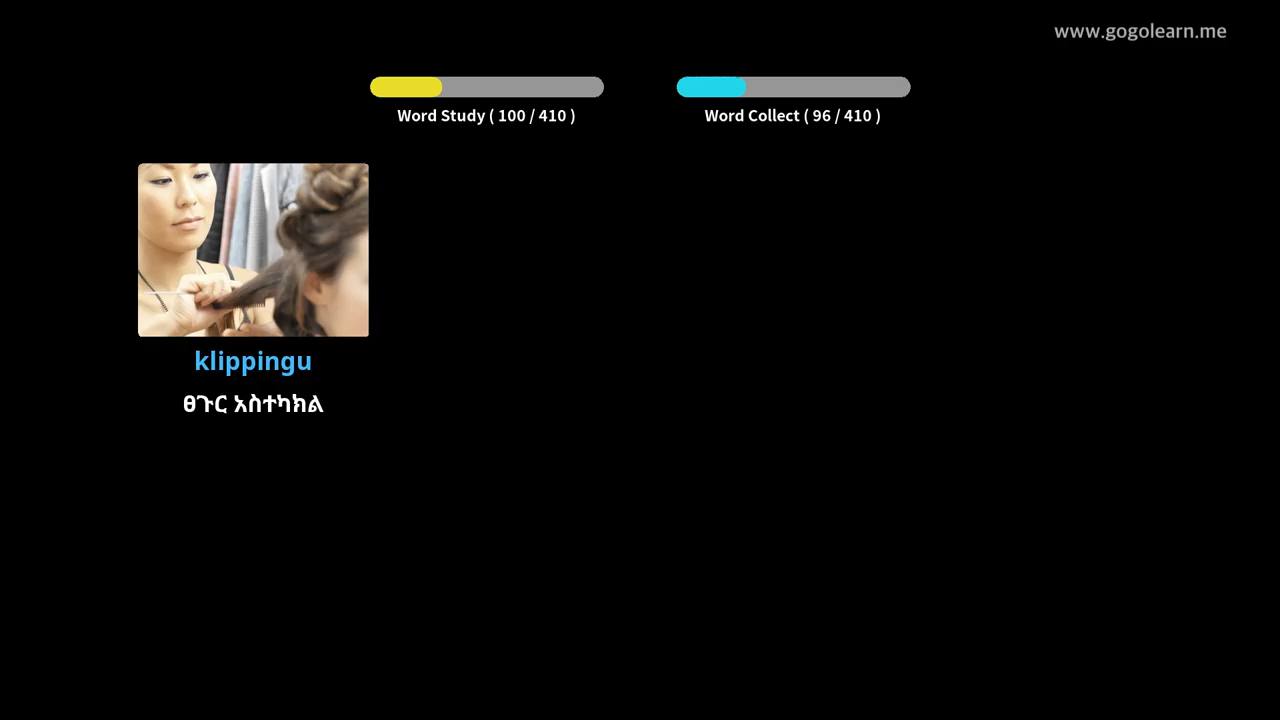 www.gogolearn.me
Word Study ( 100 / 410 )
Word Collect ( 96 / 410 )
klippingu
ፀጉር አስተካክል